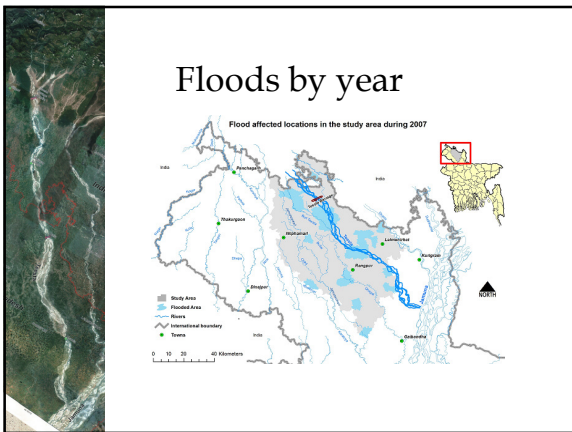 Floods by year
Flood affected locations in the study area during 2007
India
Panchagarh
India
Thakurgaon
Nilphamari
Lalmonirhat
Kurigram
Rangpur
Dinajpur
NORTH
Study Area
Flooded Area
Rivers
International boundary
Towns
India
Gaibandha
0 10 20 40 Kilometers